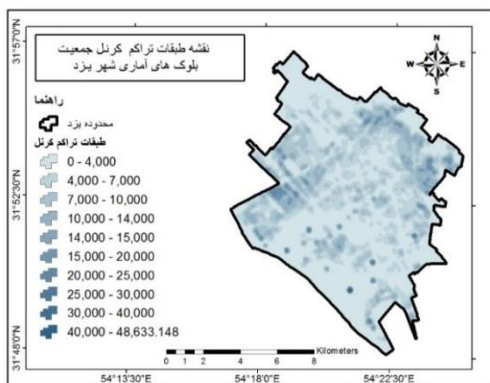 نقشه طبقات تراکم کرنل جمعیت
بلوک های آماری شهر یزد
راهنما
محدوده یزد
طبقات تراکم کرنل
0 - 4,000
4,000 - 7,000
7,000 - 10,000
10,000 - 14,000
14,000 - 15,000
15,000 - 20,000
20,000 - 25,000
25,000 - 30,000
30,000 - 40,000
40,000 - 48,633.148
N
W E
S
31°57'0"N
31°52'30"N
31°48'0"N
Kilometers
0 1 2 4 6 8
54°13'30"E 54°18'0"E 54°22'30"E